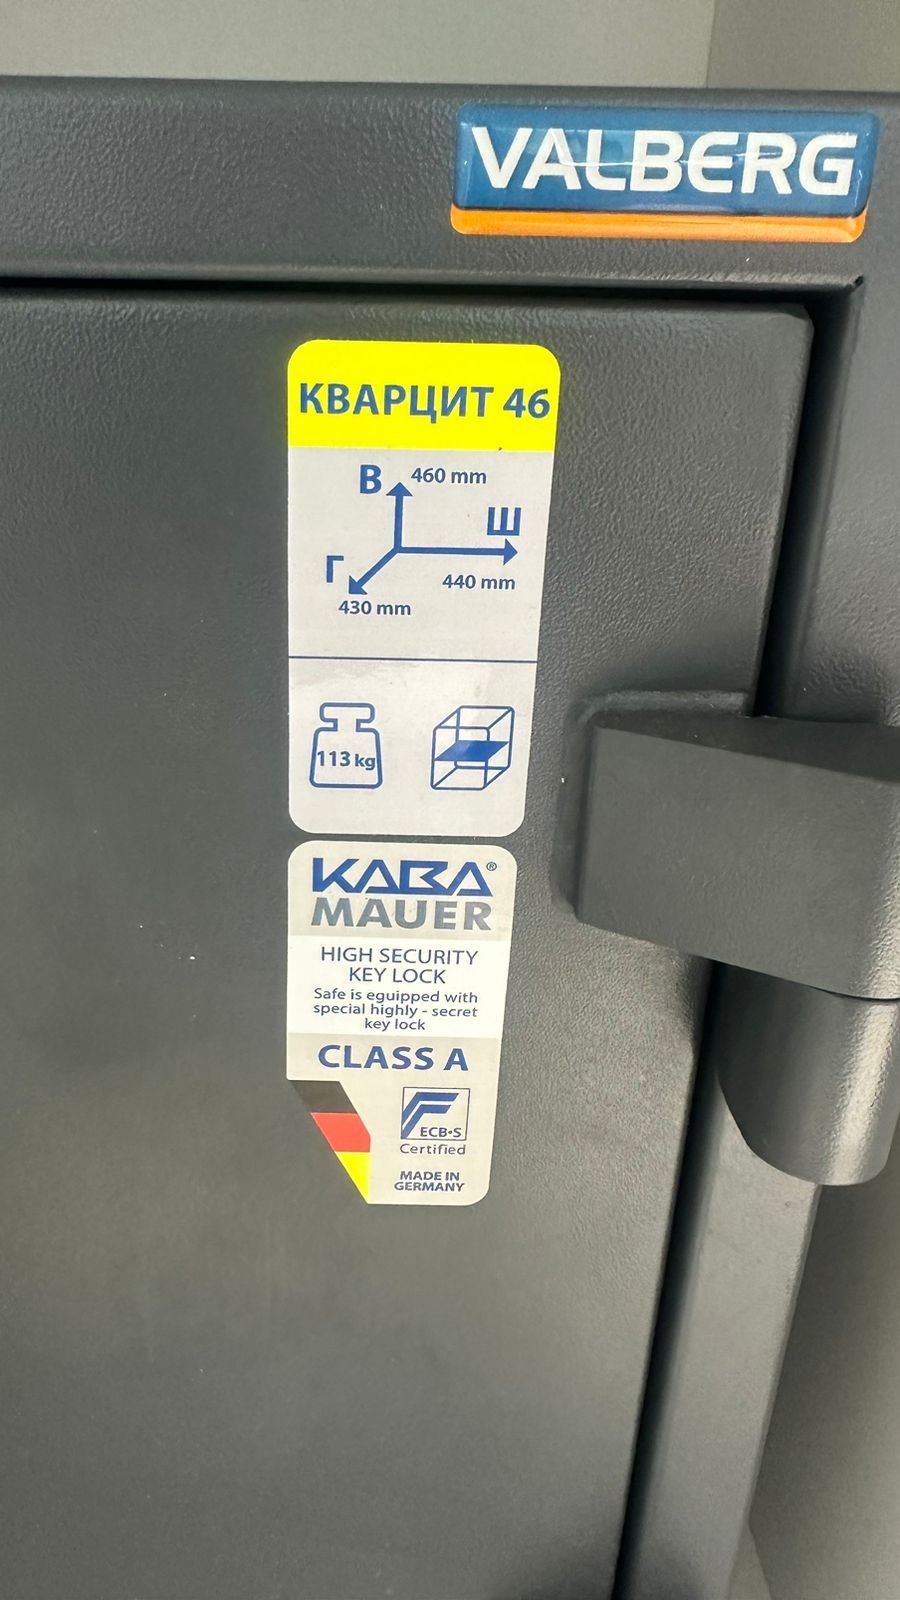 VALBERG
КВАРЦИТ 46
В 460 mm
Ш
440 mm
Г
430 mm
113 kg
KABA®
MAUER
HIGH SECURITY
KEY LOCK
Safe is eguipped with
special highly - secret
key lock
CLASS A
ECB•S
Certified
MADE IN
GERMANY